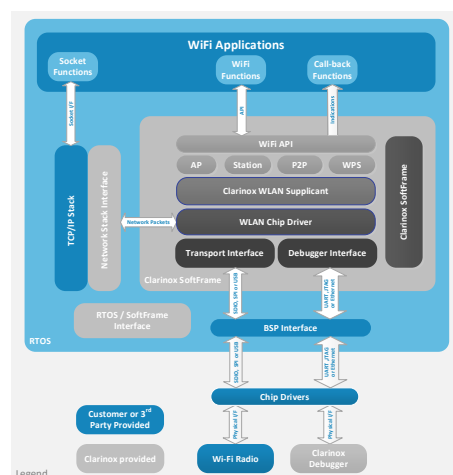 WiFi Applications
Socket
Functions
WiFi
Functions
Call-back
Functions
Socket I/F
API
Indications
WiFi API
AP
Station
P2P
WPS
Clarinox WLAN Supplicant
WLAN Chip Driver
Transport Interface
Debugger Interface
Clarinox SoftFrame
Clarinox SoftFrame
TCP/IP Stack
Network Stack Interface
Network Packets
SDIO, SPI or USB
UART, JTAG
or Ethernet
RTOS / SoftFrame
Interface
RTOS
BSP Interface
SDIO, SPI or USB
UART, JTAG
or Ethernet
Chip Drivers
Physical I/F
Physical I/F
Customer or 3rd
Party Provided
Clarinox provided
Wi-Fi Radio
Clarinox
Debugger
Legend